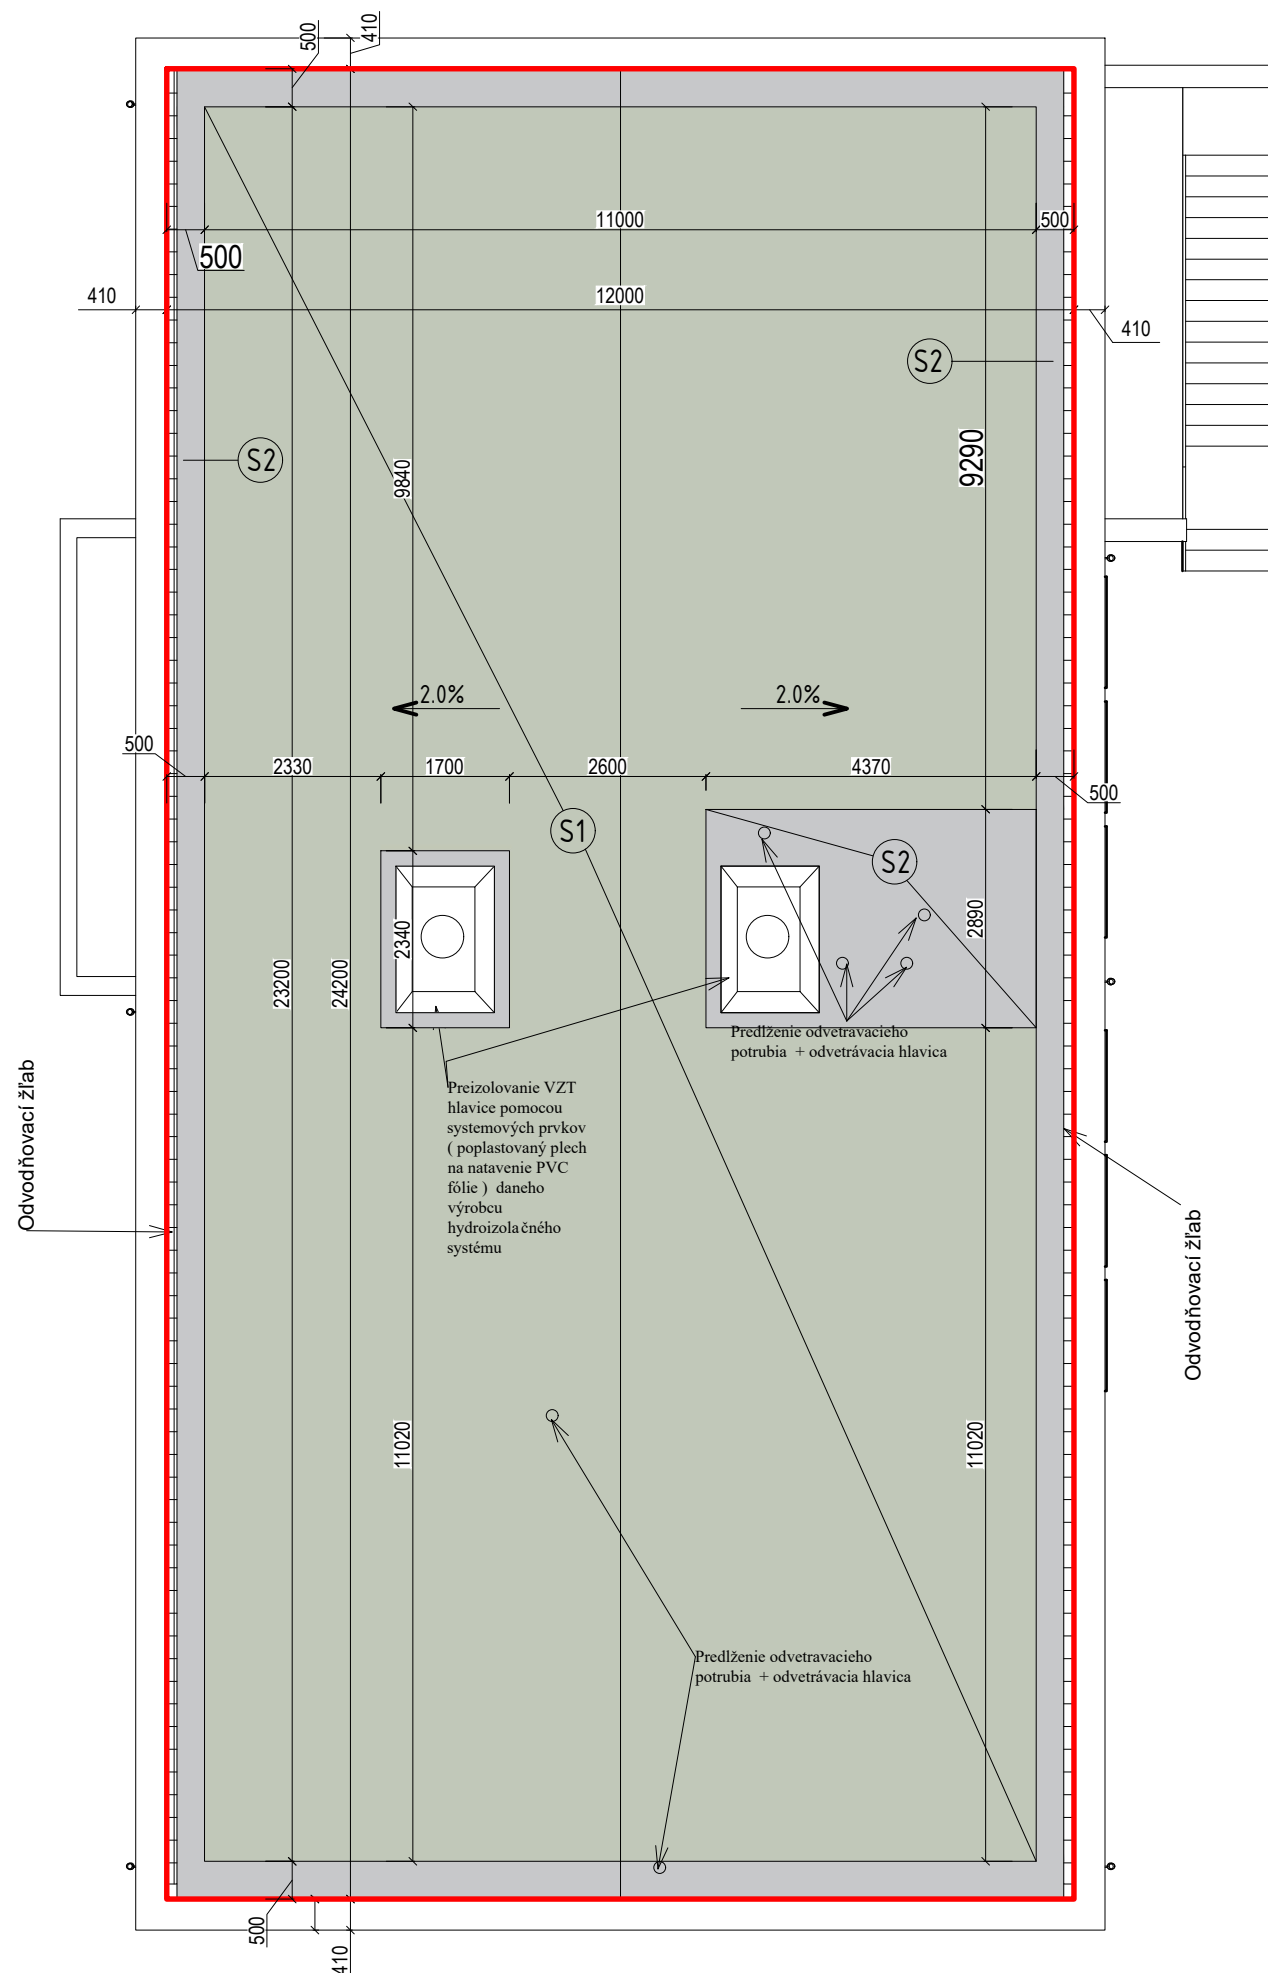 500
410
11000
500
500
410
12000
410
S2
S2
9840
9290
2.0%
2.0%
500
2330
1700
2600
4370
500
S1
S2
2340
2890
23200
24200
Predlženie odvetravacieho
potrubia + odvetrávacia hlavica
Preizolovanie VZT
hlavice pomocou
systemových prvkov
( poplastovaný plech
na natavenie PVC
fólie ) daneho
výrobcu
hydroizolačného
systému
Odvodňovací žľab
Odvodňovací žľab
11020
11020
Predlženie odvetravacieho
potrubia + odvetrávacia hlavica
500
410